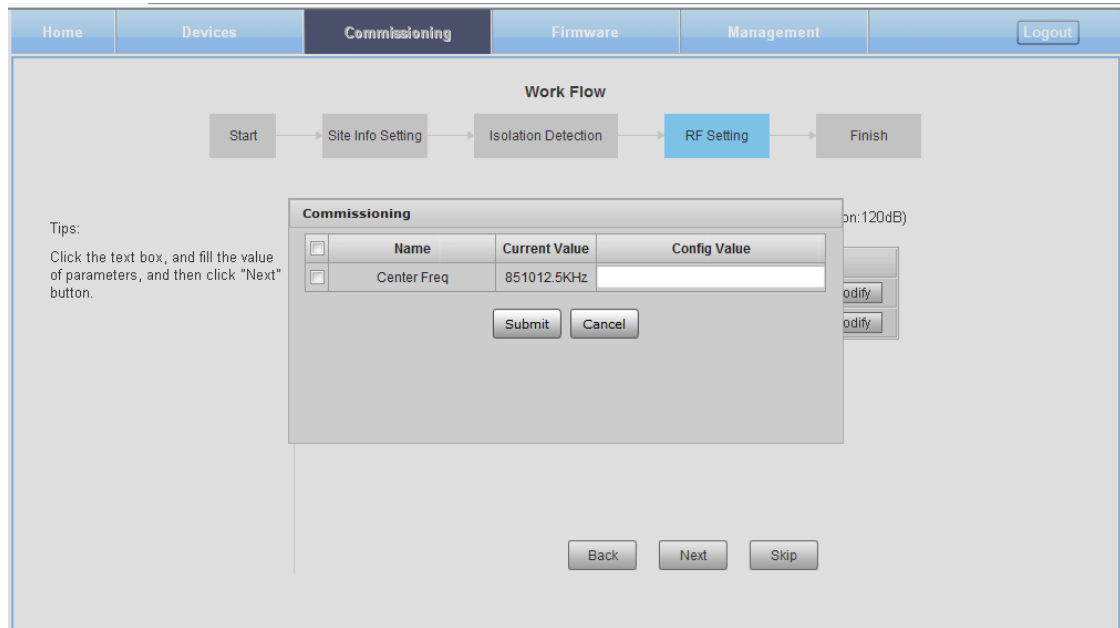 Home Devices Commissioning Firmware Management Logout
Work Flow
Start Site Info Setting Isolation Detection RF Setting Finish
Tips:
Click the text box, and fill the value
of parameters, and then click "Next"
button.
on:120dB)
Commissioning
Name Current Value Config Value
Center Freq 851012.5KHz
Submit Cancel
odify
odify
Back Next Skip